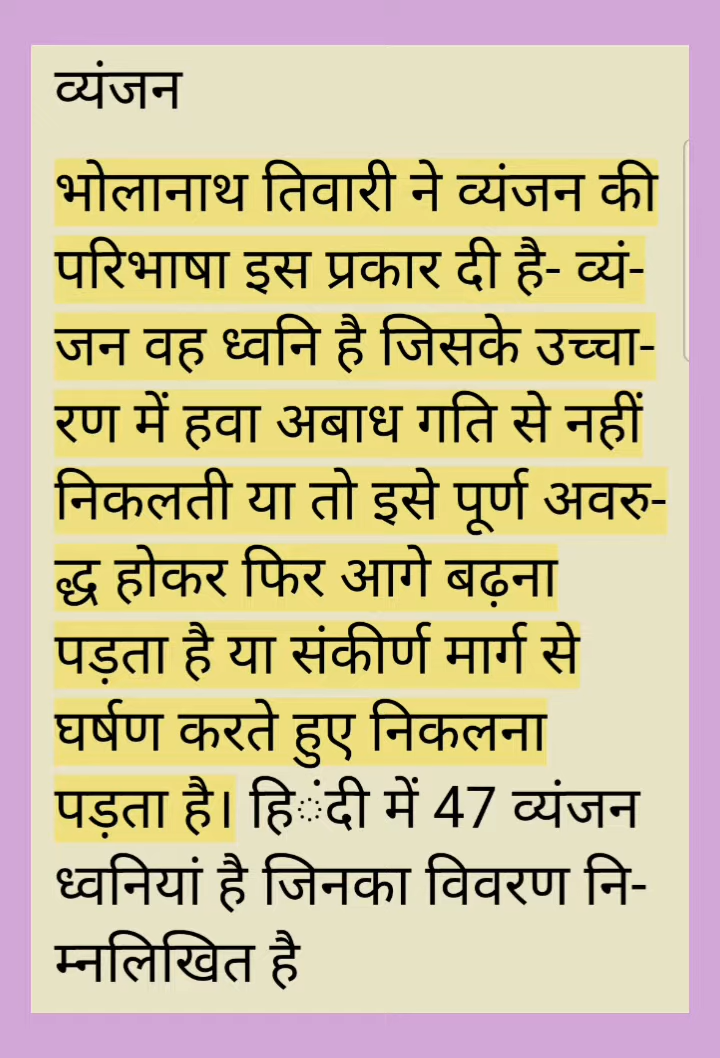 व्यंजन
भोलानाथ तिवारी ने व्यंजन की
परिभाषा इस प्रकार दी है- व्यं-
जन वह ध्वनि है जिसके उच्चा-
रण में हवा अबाध गति से नहीं
निकलती या तो इसे पूर्ण अवरु-
द्ध होकर फिर आगे बढ़ना
पड़ता है या संकीर्ण मार्ग से
घर्षण करते हुए निकलना
पड़ता है। हिंदी में 47 व्यंजन
ध्वनियां है जिनका विवरण नि-
म्नलिखित है